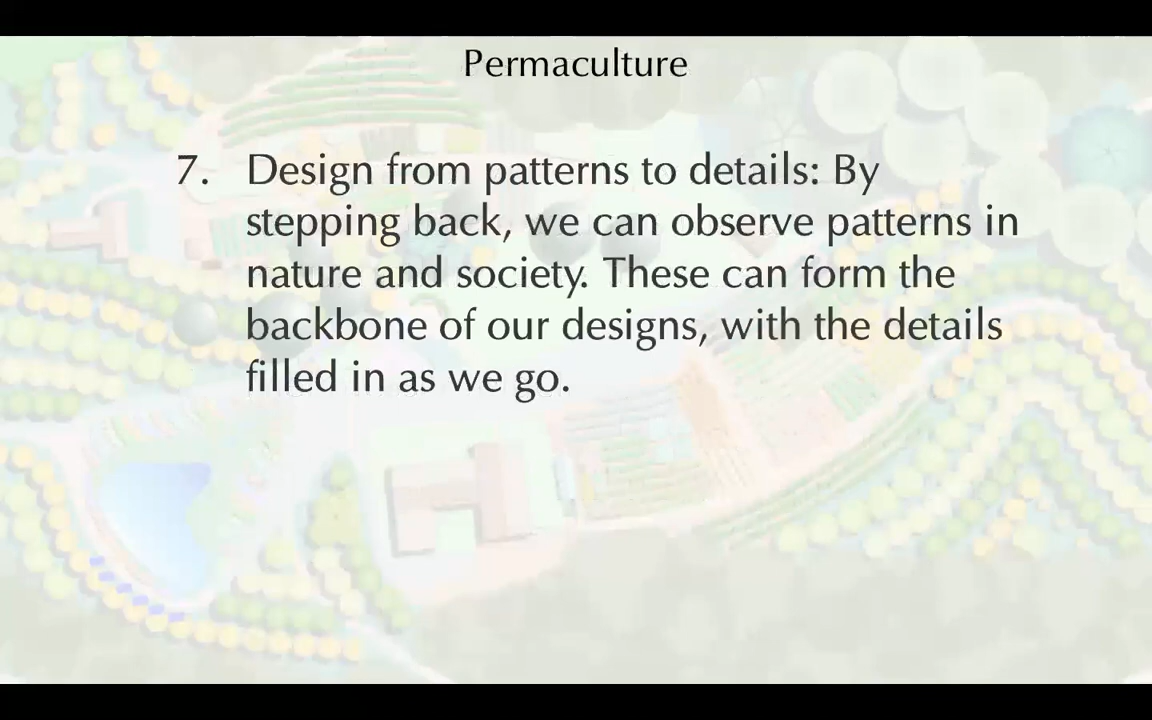 Permaculture
7. Design from patterns to details: By
stepping back, we can observe patterns in
nature and society. These can form the
backbone of our designs, with the details
filled in as we go.